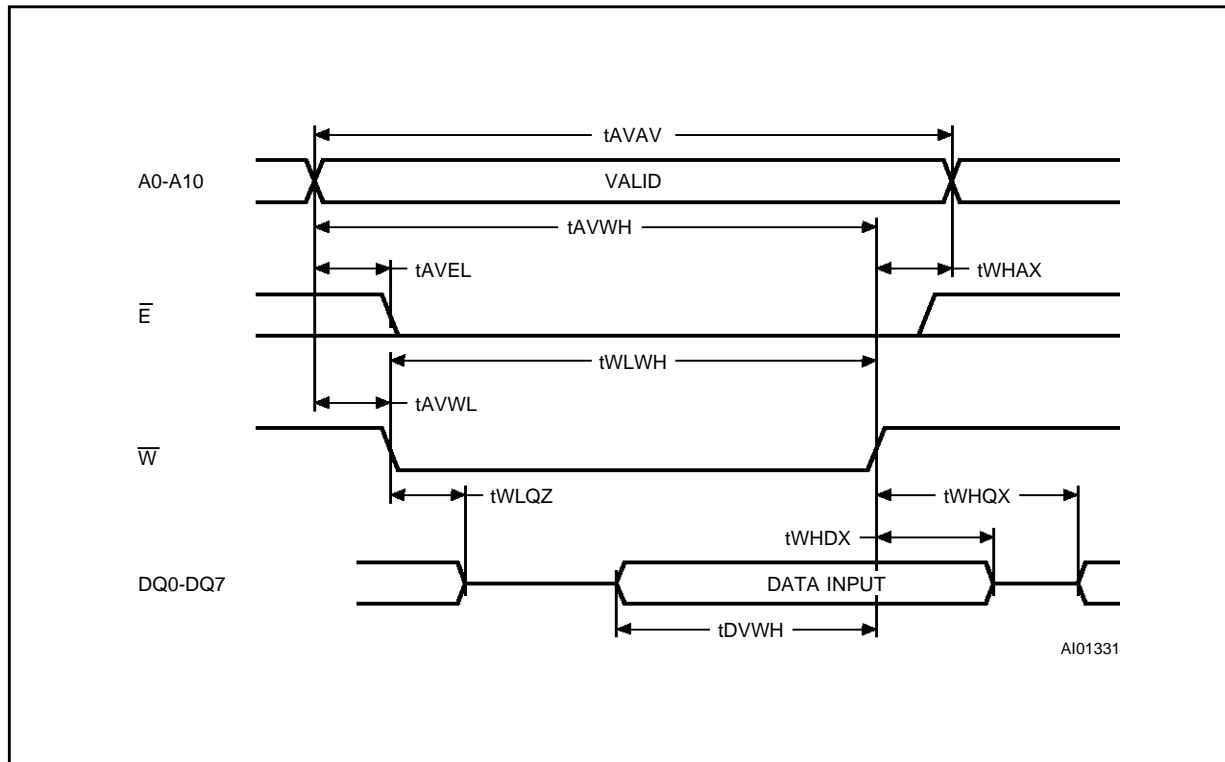 tAVAV
A0-A10
VALID
tAVWH
tAVEL
tWHAX
E̅
tWLWH
tAVWL
W̅
tWLQZ
tWHQX
tWHDX
DQ0-DQ7
DATA INPUT
tDVWH
AI01331